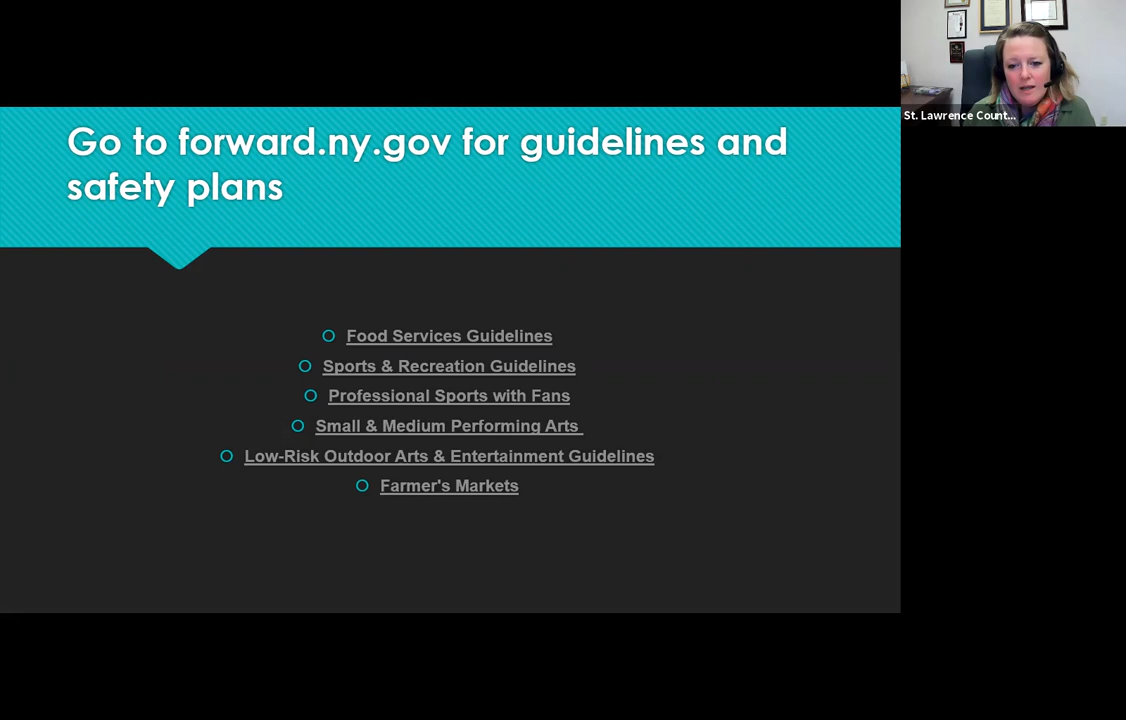 Go to forward.ny.gov for guidelines and
safety plans
St. Lawrence Count...
Food Services Guidelines
Sports & Recreation Guidelines
Professional Sports with Fans
Small & Medium Performing Arts
Low-Risk Outdoor Arts & Entertainment Guidelines
Farmer's Markets